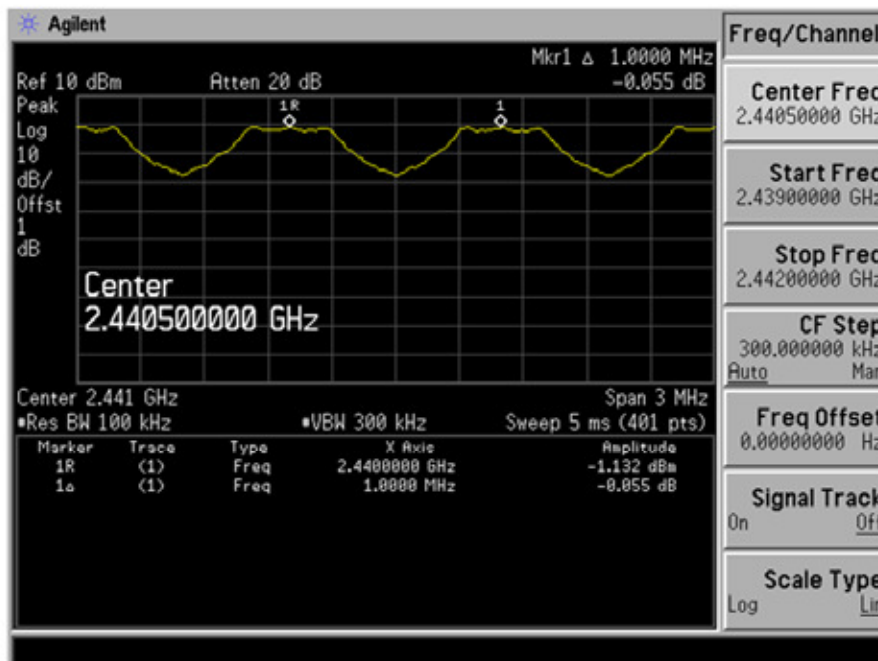 Agilent
Freq/Channel
Mkr1 Δ 1.0000 MHz
Ref 10 dBm Atten 20 dB -0.055 dB
Peak
Log
10
dB/
Offst
1
dB
1R 1
Center
2.440500000 GHz
Center 2.441 GHz Span 3 MHz
#Res BW 100 kHz #VBW 300 kHz Sweep 5 ms (401 pts)
Marker Trace Type X Axis Amplitude
1R (1) Freq 2.4400000 GHz -1.132 dBm
1Δ (1) Freq 1.0000 MHz -0.055 dB
Center Freq
2.44050000 GHz
Start Freq
2.43900000 GHz
Stop Freq
2.44200000 GHz
CF Step
300.000000 kHz
Auto Man
Freq Offset
0.00000000 Hz
Signal Track
On Off
Scale Type
Log Lin